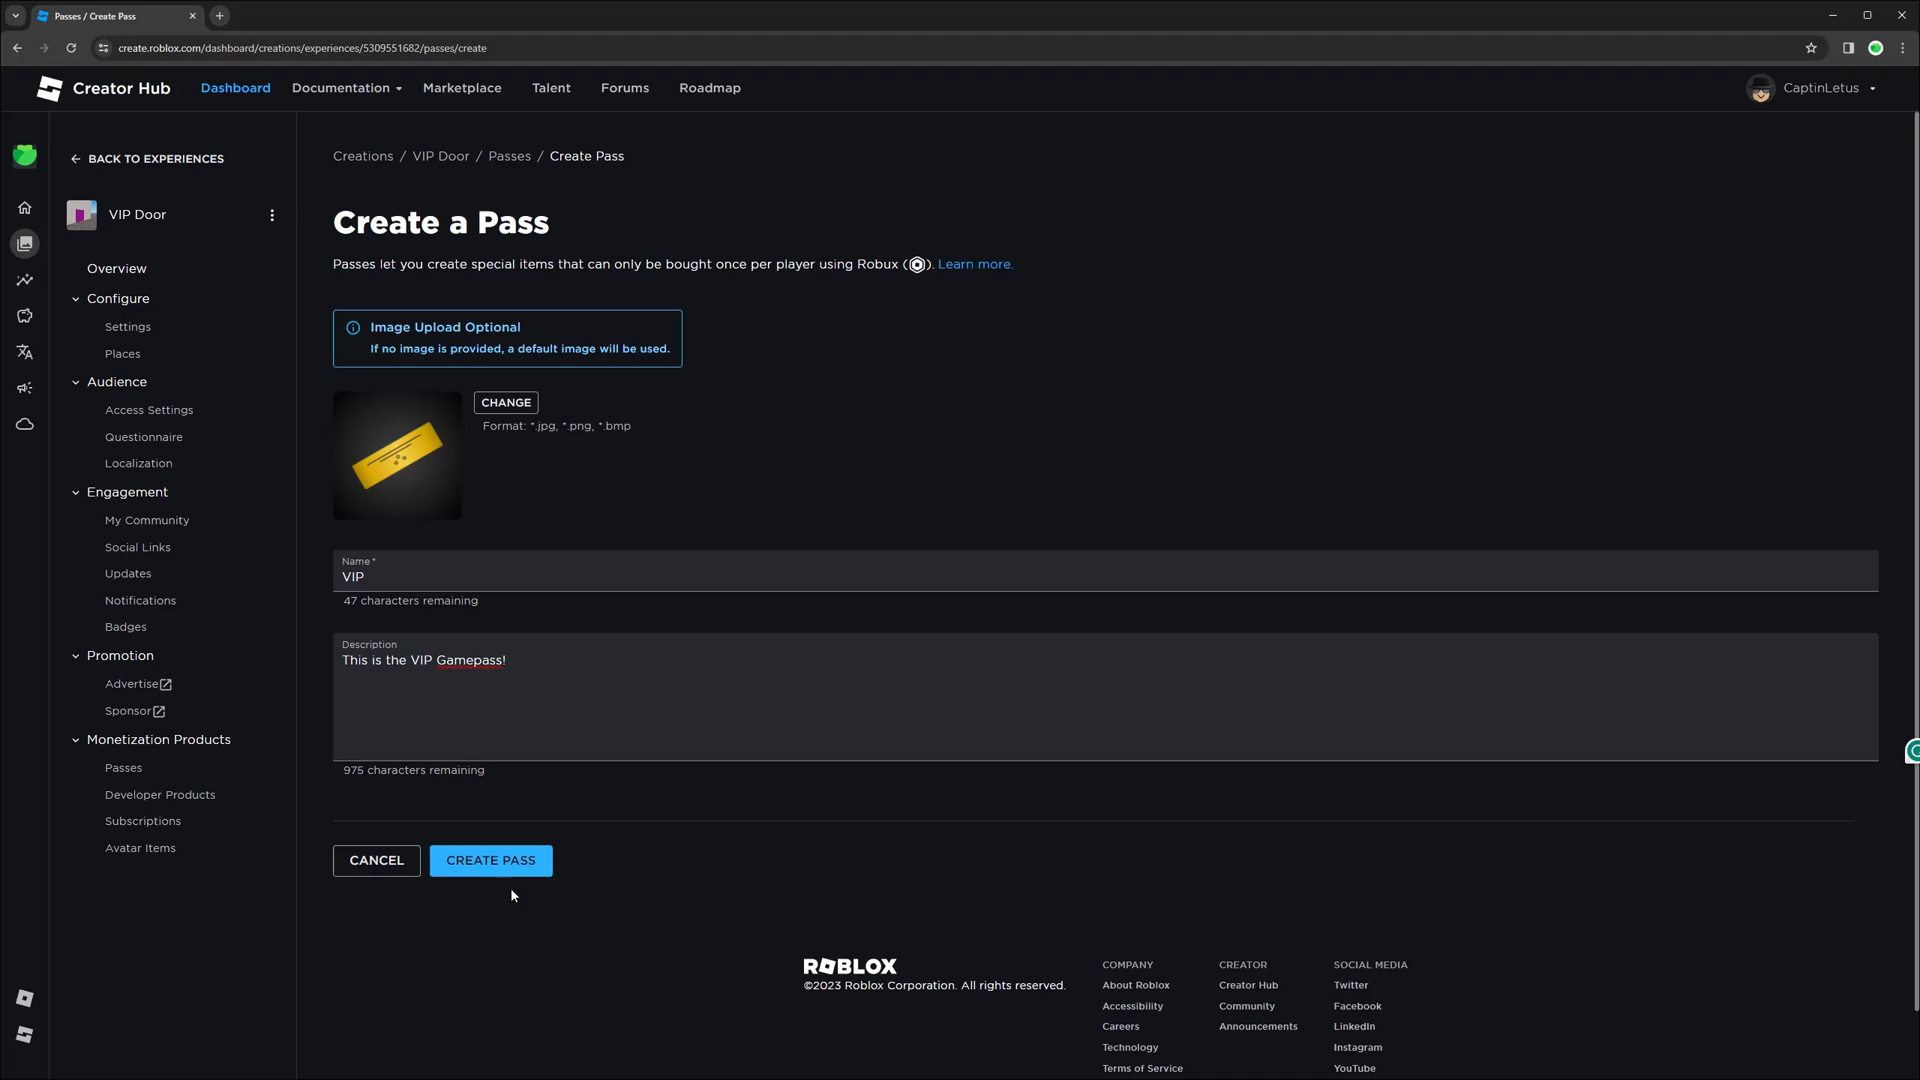 Passes / Create Pass
create.roblox.com/dashboard/creations/experiences/5309551682/passes/create
Creator Hub
Dashboard
Documentation
Marketplace
Talent
Forums
Roadmap
CaptinLetus
BACK TO EXPERIENCES
VIP Door
Overview
Configure
Settings
Places
Audience
Access Settings
Questionnaire
Localization
Engagement
My Community
Social Links
Updates
Notifications
Badges
Promotion
Advertise
Sponsor
Monetization Products
Passes
Developer Products
Subscriptions
Avatar Items
Creations / VIP Door / Passes / Create Pass
Create a Pass
Passes let you create special items that can only be bought once per player using Robux ( ). Learn more.
Image Upload Optional
If no image is provided, a default image will be used.
CHANGE
Format: *.jpg, *.png, *.bmp
Name*
VIP
47 characters remaining
Description
This is the VIP Gamepass!
975 characters remaining
CANCEL
CREATE PASS
ROBLOX
©2023 Roblox Corporation. All rights reserved.
COMPANY
About Roblox
Accessibility
Careers
Technology
Terms of Service
CREATOR
Creator Hub
Community
Announcements
SOCIAL MEDIA
Twitter
Facebook
LinkedIn
Instagram
YouTube